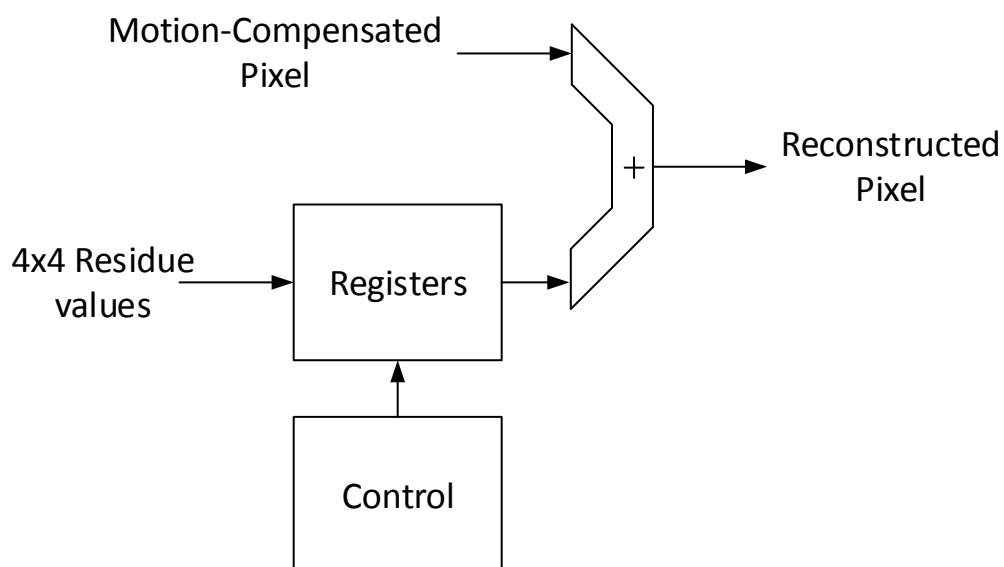 Motion-Compensated
Pixel
+
Reconstructed
Pixel
4x4 Residue
values
Registers
Control